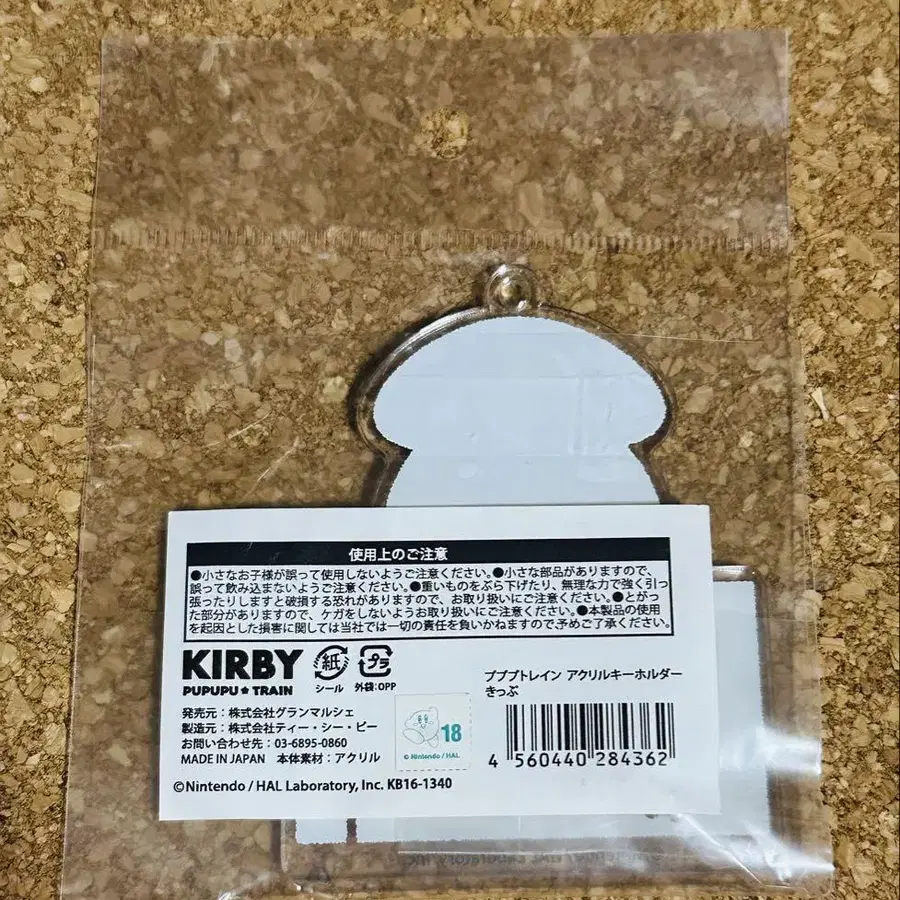 使用上のご注意
●小さなお子様が誤って使用しないようご注意ください。●小さな部品がありますので、
誤って飲み込まないようご注意ください。●重いものをぶら下げたり、無理な力で強く引っ
張ったりしますと破損する恐れがありますので、お取り扱いにご注意ください。●とがっ
た部分がありますので、ケガをしないようお取り扱いにご注意ください。●本製品の使用
を起因とした損害に関しては当社では一切の責任を負いかねますので予めご了承ください。
KIRBY
PUPUPU★TRAIN
紙
シール
プラ
外袋:OPP
プププトレイン アクリルキーホルダー
きっぷ
発売元：株式会社グランマルシェ
製造元：株式会社ティー・シー・ピー
お問い合わせ先：03-6895-0860
MADE IN JAPAN 本体素材：アクリル
18
© Nintendo / HAL
4 560440 284362
©Nintendo / HAL Laboratory, Inc. KB16-1340